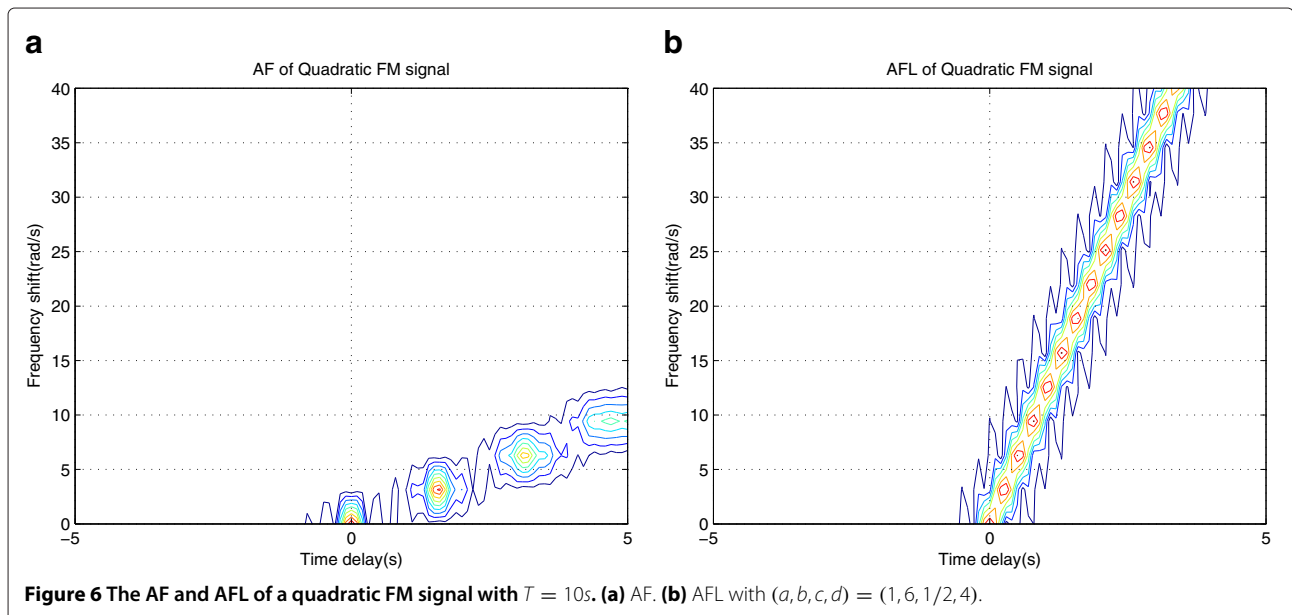 a
AF of Quadratic FM signal
40
35
30
25
20
15
10
5
0
Frequency shift(rad/s)
−5
0
5
Time delay(s)
b
AFL of Quadratic FM signal
40
35
30
25
20
15
10
5
0
Frequency shift(rad/s)
−5
0
5
Time delay(s)
Figure 6 The AF and AFL of a quadratic FM signal with T = 10s. (a) AF. (b) AFL with (a, b, c, d) = (1, 6, 1/2, 4).